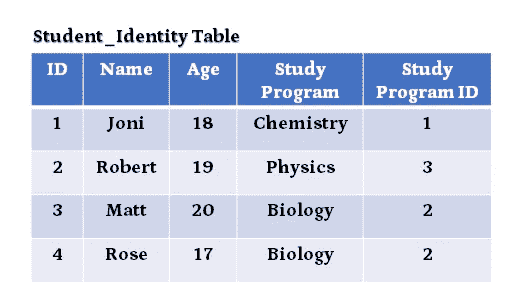 Student_Identity Table
ID Name Age Study Program Study Program ID
1 Joni 18 Chemistry 1
2 Robert 19 Physics 3
3 Matt 20 Biology 2
4 Rose 17 Biology 2